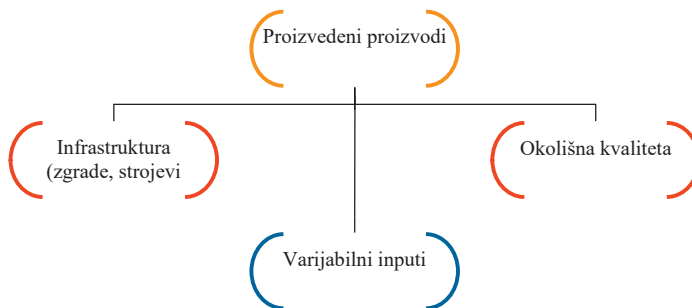 Proizvedeni proizvodi
Infrastruktura
(zgrade, strojevi
Okolišna kvaliteta
Varijabilni inputi